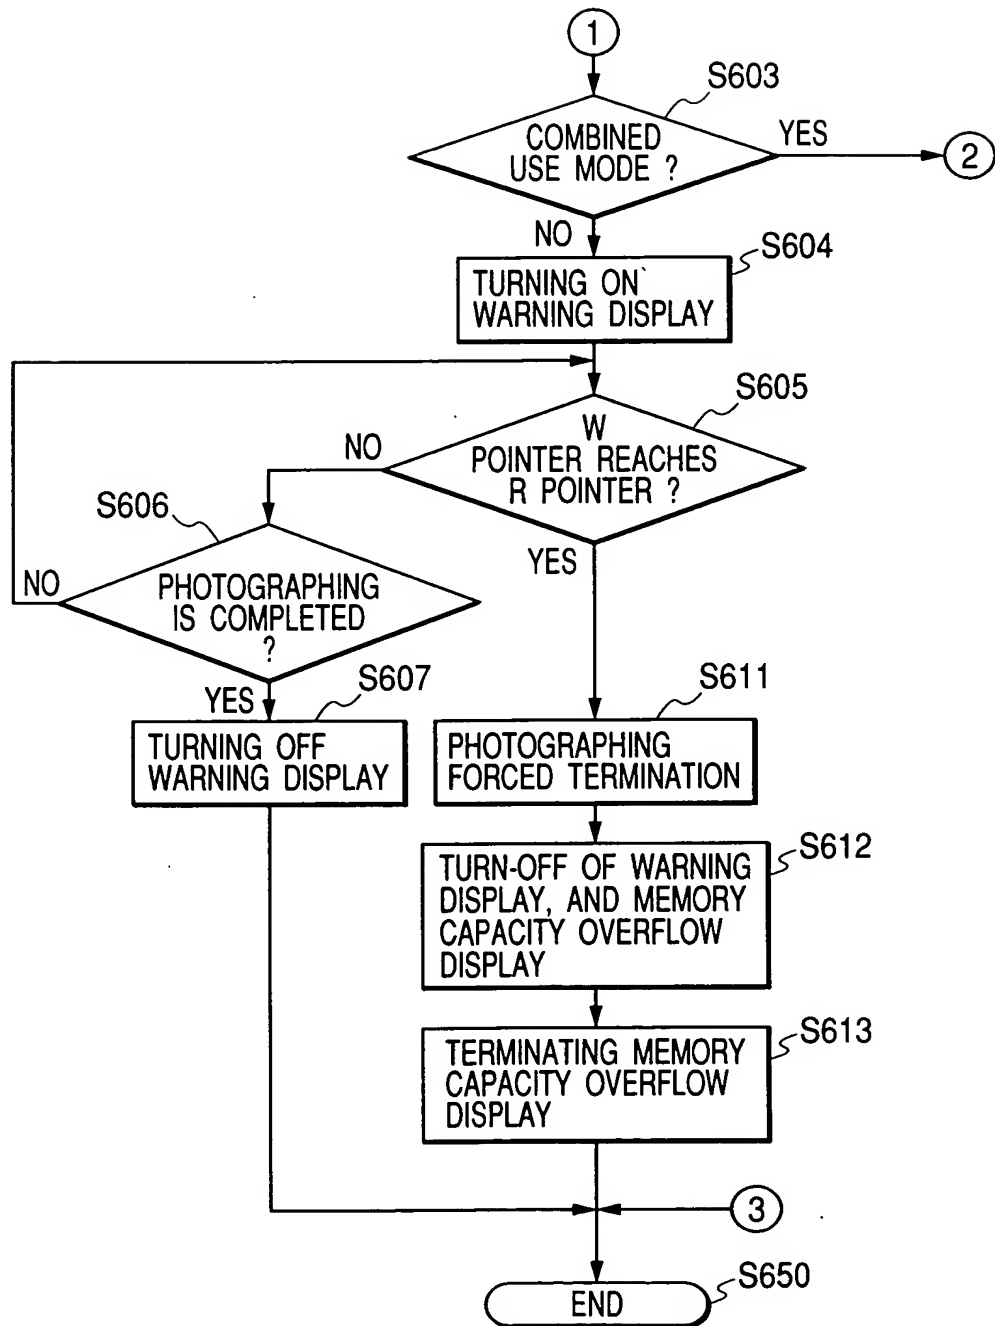 1
S603
COMBINED
USE MODE ?
YES
2
NO
S604
TURNING ON
WARNING DISPLAY
S605
W
POINTER REACHES
R POINTER ?
NO
YES
S606
PHOTOGRAPHING
IS COMPLETED
?
NO
YES
S607
TURNING OFF
WARNING DISPLAY
S611
PHOTOGRAPHING
FORCED TERMINATION
S612
TURN-OFF OF WARNING
DISPLAY, AND MEMORY
CAPACITY OVERFLOW
DISPLAY
S613
TERMINATING MEMORY
CAPACITY OVERFLOW
DISPLAY
3
S650
END